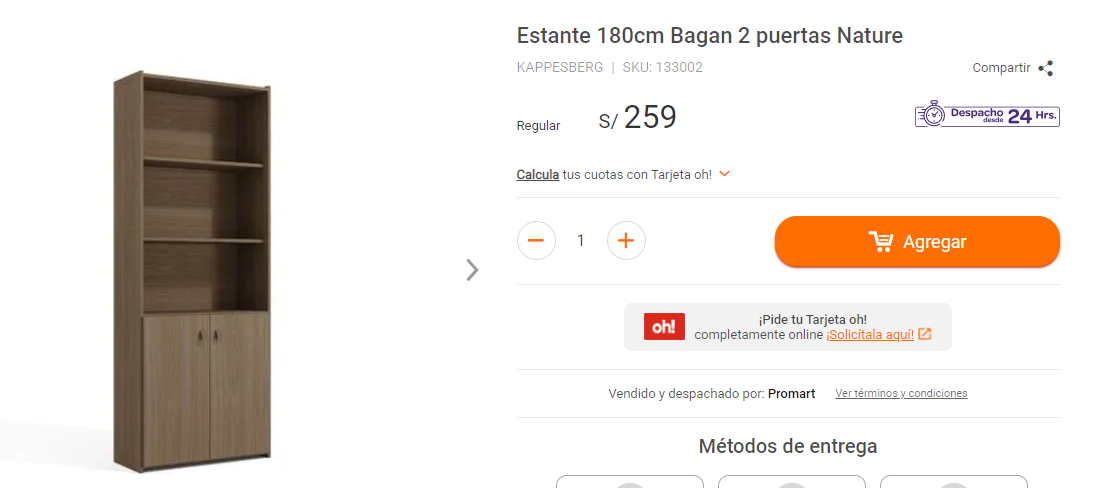 Estante 180cm Bagan 2 puertas Nature
KAPPESBERG | SKU: 133002
Compartir
Regular S/ 259
Despacho desde 24 Hrs.
Calcula tus cuotas con Tarjeta oh!
1
Agregar
oh!
¡Pide tu Tarjeta oh!
completamente online ¡Solicítala aquí!
Vendido y despachado por: Promart Ver términos y condiciones
Métodos de entrega